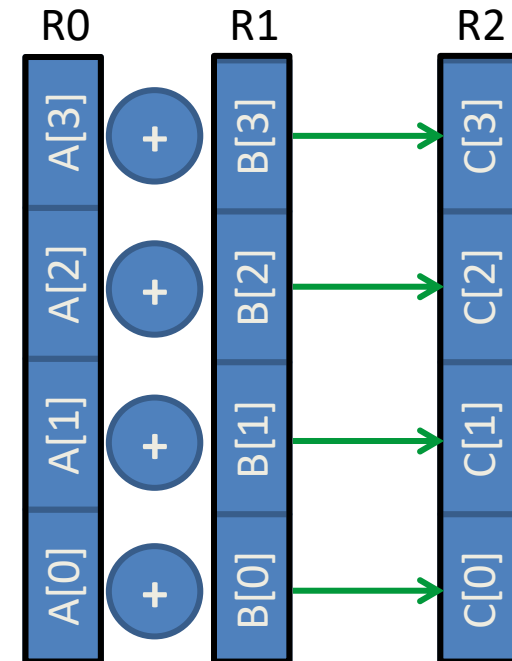 R0 R1 R2
A[3] + B[3] C[3]
A[2] + B[2] C[2]
A[1] + B[1] C[1]
A[0] + B[0] C[0]